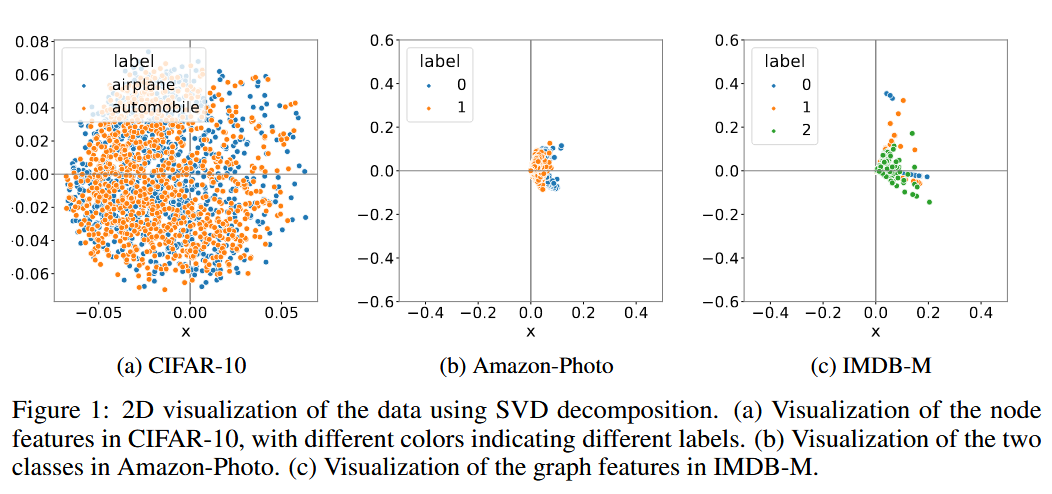 0.08
0.06
0.04
0.02
0.00
-0.02
-0.04
-0.06
label
airplane
automobile
−0.05 0.00 0.05
x
(a) CIFAR-10
0.6
0.4
0.2
0.0
−0.2
−0.4
−0.6
label
0
1
−0.4 −0.2 0.0 0.2 0.4
x
(b) Amazon-Photo
0.6
0.4
0.2
0.0
−0.2
−0.4
−0.6
label
0
1
2
−0.4 −0.2 0.0 0.2 0.4
x
(c) IMDB-M
Figure 1: 2D visualization of the data using SVD decomposition. (a) Visualization of the node
features in CIFAR-10, with different colors indicating different labels. (b) Visualization of the two
classes in Amazon-Photo. (c) Visualization of the graph features in IMDB-M.